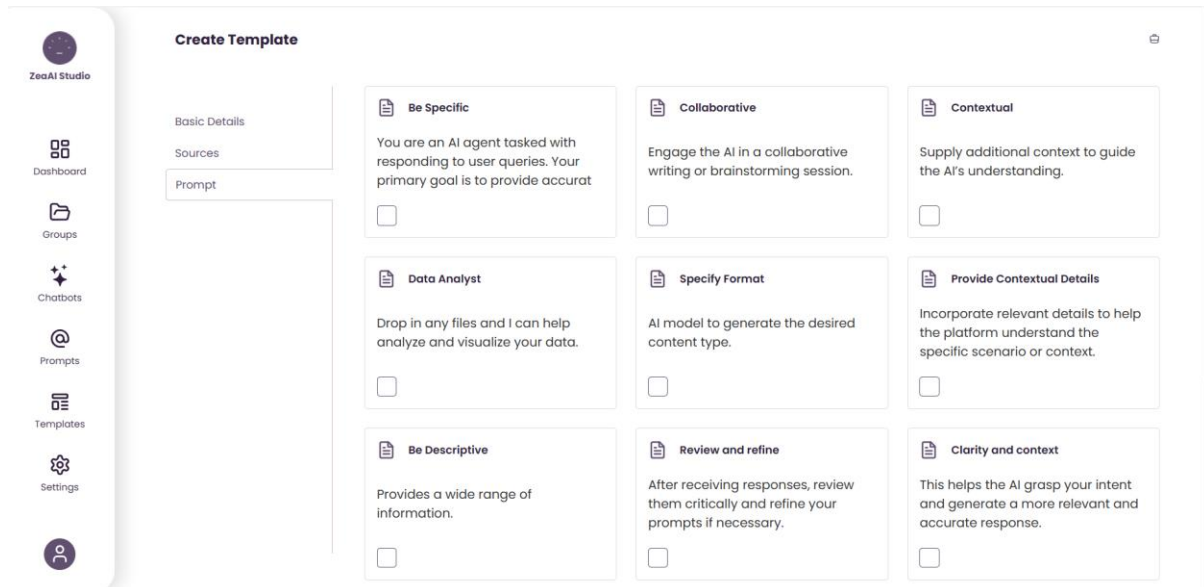 Create Template
ZeaAI Studio
Dashboard
Groups
Chatbots
Prompts
Templates
Settings
Basic Details
Sources
Prompt
Be Specific
You are an AI agent tasked with
responding to user queries. Your
primary goal is to provide accurat
Collaborative
Engage the AI in a collaborative
writing or brainstorming session.
Contextual
Supply additional context to guide
the AI's understanding.
Data Analyst
Drop in any files and I can help
analyze and visualize your data.
Specify Format
AI model to generate the desired
content type.
Provide Contextual Details
Incorporate relevant details to help
the platform understand the
specific scenario or context.
Be Descriptive
Provides a wide range of
information.
Review and refine
After receiving responses, review
them critically and refine your
prompts if necessary.
Clarity and context
This helps the AI grasp your intent
and generate a more relevant and
accurate response.